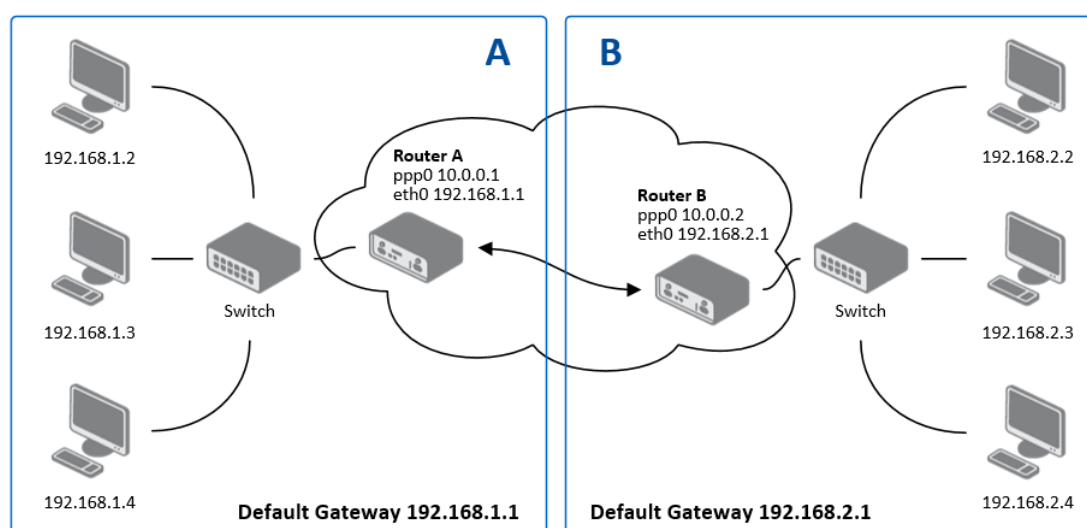 A
B
192.168.1.2
192.168.1.3
192.168.1.4
Switch
Router A
ppp0 10.0.0.1
eth0 192.168.1.1
Router B
ppp0 10.0.0.2
eth0 192.168.2.1
Switch
192.168.2.2
192.168.2.3
192.168.2.4
Default Gateway 192.168.1.1
Default Gateway 192.168.2.1